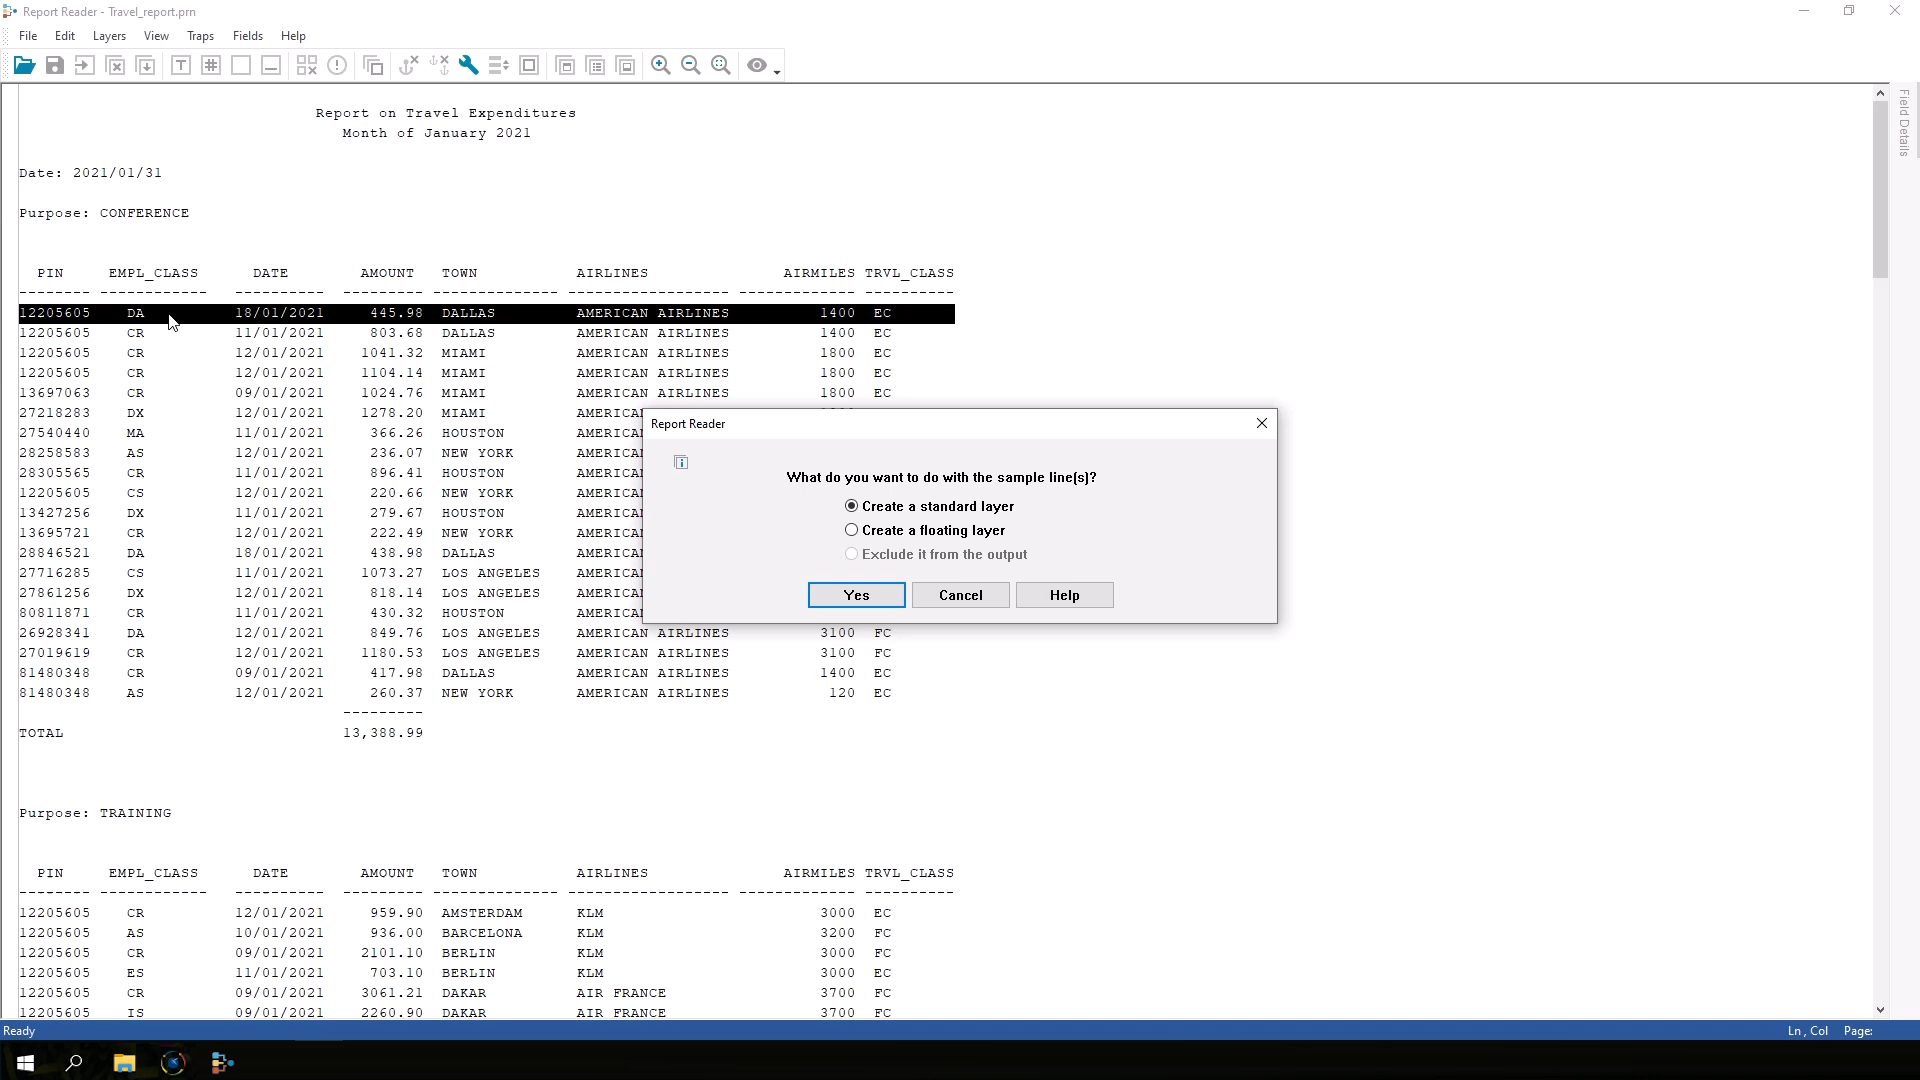 Report Reader - Travel_report.prn
File Edit Layers View Traps Fields Help
Report on Travel Expenditures
Month of January 2021
Date: 2021/01/31
Purpose: CONFERENCE
PIN EMPL_CLASS DATE AMOUNT TOWN AIRLINES AIRMILES TRVL_CLASS
-------- ------------ ---------- --------- -------------- ------------------ ------------- ----------
12205605 DA 18/01/2021 445.98 DALLAS AMERICAN AIRLINES 1400 EC
12205605 CR 11/01/2021 803.68 DALLAS AMERICAN AIRLINES 1400 EC
12205605 CR 12/01/2021 1041.32 MIAMI AMERICAN AIRLINES 1800 EC
12205605 CR 12/01/2021 1104.14 MIAMI AMERICAN AIRLINES 1800 EC
13697063 CR 09/01/2021 1024.76 MIAMI AMERICAN AIRLINES 1800 EC
27218283 DX 12/01/2021 1278.20 MIAMI AMERICA
27540440 MA 11/01/2021 366.26 HOUSTON AMERICA
28258583 AS 12/01/2021 236.07 NEW YORK AMERICA
28305565 CR 11/01/2021 896.41 HOUSTON AMERICA
12205605 CS 12/01/2021 220.66 NEW YORK AMERICA
13427256 DX 11/01/2021 279.67 HOUSTON AMERICA
13695721 CR 12/01/2021 222.49 NEW YORK AMERICA
28846521 DA 18/01/2021 438.98 DALLAS AMERICA
27716285 CS 11/01/2021 1073.27 LOS ANGELES AMERICA
27861256 DX 12/01/2021 818.14 LOS ANGELES AMERICA
80811871 CR 11/01/2021 430.32 HOUSTON AMERICA
26928341 DA 12/01/2021 849.76 LOS ANGELES AMERICAN AIRLINES 3100 FC
27019619 CR 12/01/2021 1180.53 LOS ANGELES AMERICAN AIRLINES 3100 FC
81480348 CR 09/01/2021 417.98 DALLAS AMERICAN AIRLINES 1400 EC
81480348 AS 12/01/2021 260.37 NEW YORK AMERICAN AIRLINES 120 EC
---------
TOTAL 13,388.99
Report Reader
What do you want to do with the sample line(s)?
Create a standard layer
Create a floating layer
Exclude it from the output
Yes Cancel Help
Purpose: TRAINING
PIN EMPL_CLASS DATE AMOUNT TOWN AIRLINES AIRMILES TRVL_CLASS
-------- ------------ ---------- --------- -------------- ------------------ ------------- ----------
12205605 CR 12/01/2021 959.90 AMSTERDAM KLM 3000 EC
12205605 AS 10/01/2021 936.00 BARCELONA KLM 3200 FC
12205605 CR 09/01/2021 2101.10 BERLIN KLM 3000 FC
12205605 ES 11/01/2021 703.10 BERLIN KLM 3000 EC
12205605 CR 09/01/2021 3061.21 DAKAR AIR FRANCE 3700 FC
12205605 IS 09/01/2021 2260.90 DAKAR AIR FRANCE 3700 FC
Field Details
Ready Ln , Col Page: